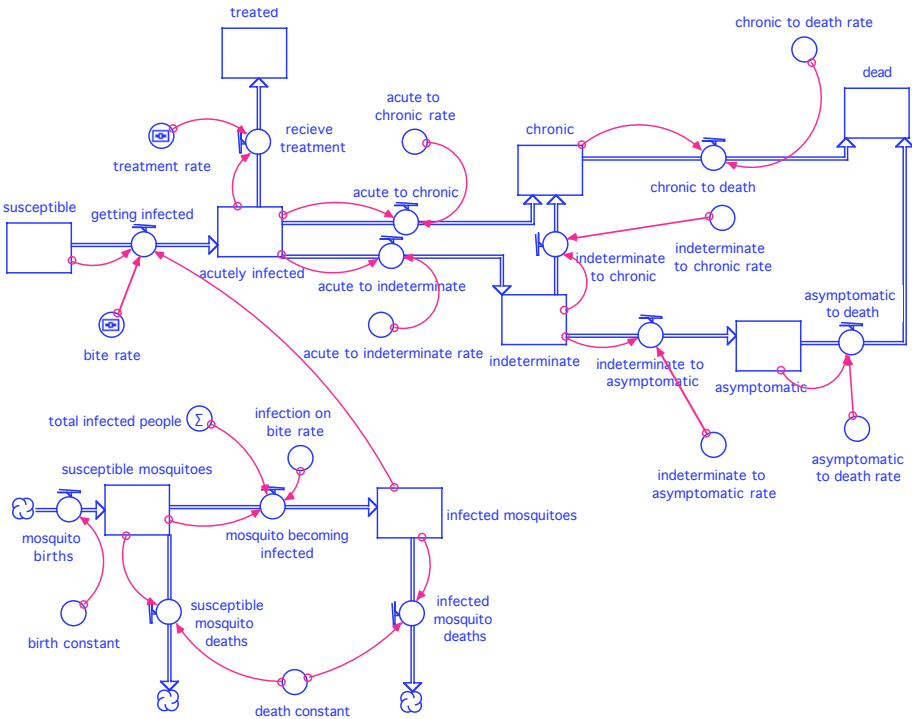 treated
chronic to death rate
dead
acute to
chronic rate
recieve
treatment
chronic
treatment rate
chronic to death
acute to chronic
susceptible
getting infected
acutely infected
indeterminate
to chronic
indeterminate
to chronic rate
acute to indeterminate
asymptomatic
to death
bite rate
acute to indeterminate rate
indeterminate
indeterminate to
asymptomatic
asymptomatic
total infected people
Σ
infection on
bite rate
asymptomatic
to death rate
indeterminate to
asymptomatic rate
susceptible mosquitoes
infected mosquitoes
mosquito
births
mosquito becoming
infected
susceptible
mosquito
deaths
infected
mosquito
deaths
birth constant
death constant